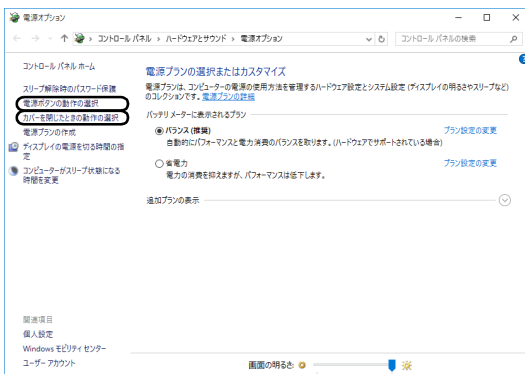 電源オプション
コントロール パネル › ハードウェアとサウンド › 電源オプション
コントロール パネルの検索
コントロール パネル ホーム
スリープ解除時のパスワード保護
電源ボタンの動作の選択
カバーを閉じたときの動作の選択
電源プランの作成
ディスプレイの電源を切る時間の指
定
コンピューターがスリープ状態になる
時間を変更
電源プランの選択またはカスタマイズ
電源プランは、コンピューターの電源の使用方法を管理するハードウェア設定とシステム設定 (ディスプレイの明るさやスリープなど)
のコレクションです。電源プランの詳細
バッテリ メーターに表示されるプラン
バランス (推奨)
プラン設定の変更
自動的にパフォーマンスと電力消費のバランスを取ります。(ハードウェアでサポートされている場合)
省電力
プラン設定の変更
電力の消費を抑えますが、パフォーマンスは低下します。
追加プランの表示
関連項目
個人設定
Windows モビリティ センター
ユーザー アカウント
画面の明るさ: